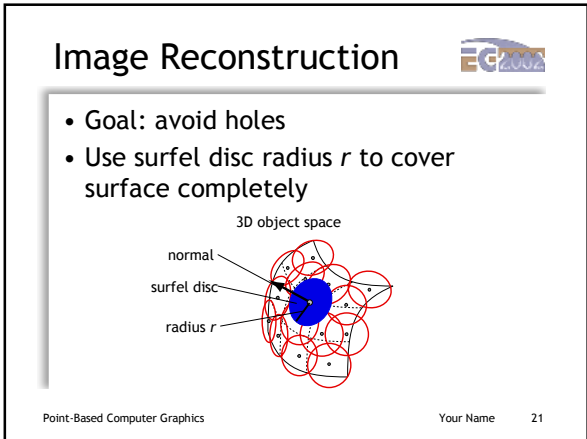 Image Reconstruction
EG2002
• Goal: avoid holes
• Use surfel disc radius r to cover
surface completely
3D object space
normal
surfel disc
radius r
Point-Based Computer Graphics Your Name 21